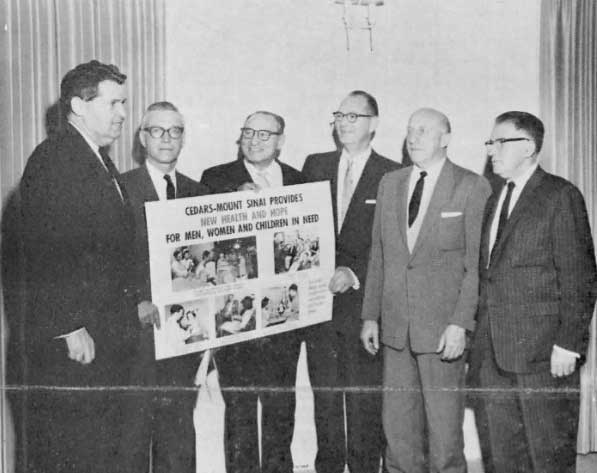 CEDARS-MOUNT SINAI PROVIDES
NEW HEALTH AND HOPE
FOR MEN, WOMEN AND CHILDREN IN NEED